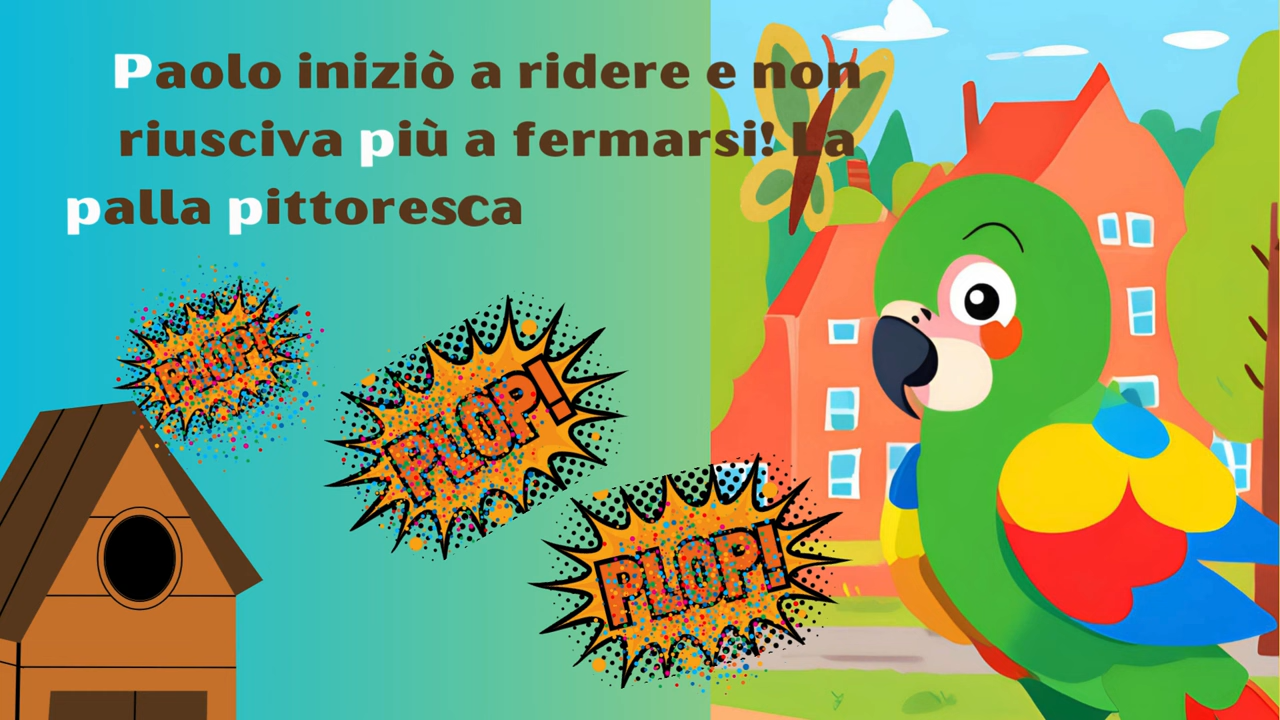 Paolo iniziò a ridere e non
riusciva più a fermarsi! La
palla pittoresca
PLOP!
PLOP!
PLOP!